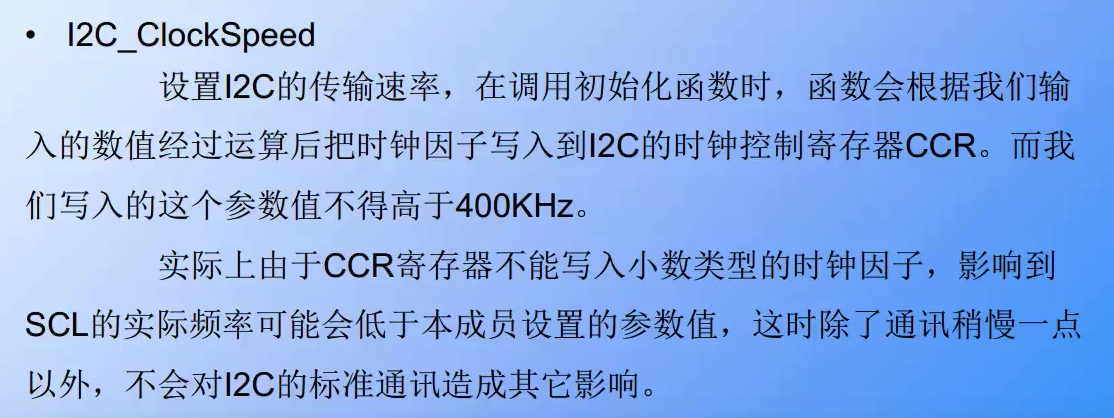 • I2C_ClockSpeed
设置I2C的传输速率，在调用初始化函数时，函数会根据我们输
入的数值经过运算后把时钟因子写入到I2C的时钟控制寄存器CCR。而我
们写入的这个参数值不得高于400KHz。
实际上由于CCR寄存器不能写入小数类型的时钟因子，影响到
SCL的实际频率可能会低于本成员设置的参数值，这时除了通讯稍慢一点
以外，不会对I2C的标准通讯造成其它影响。